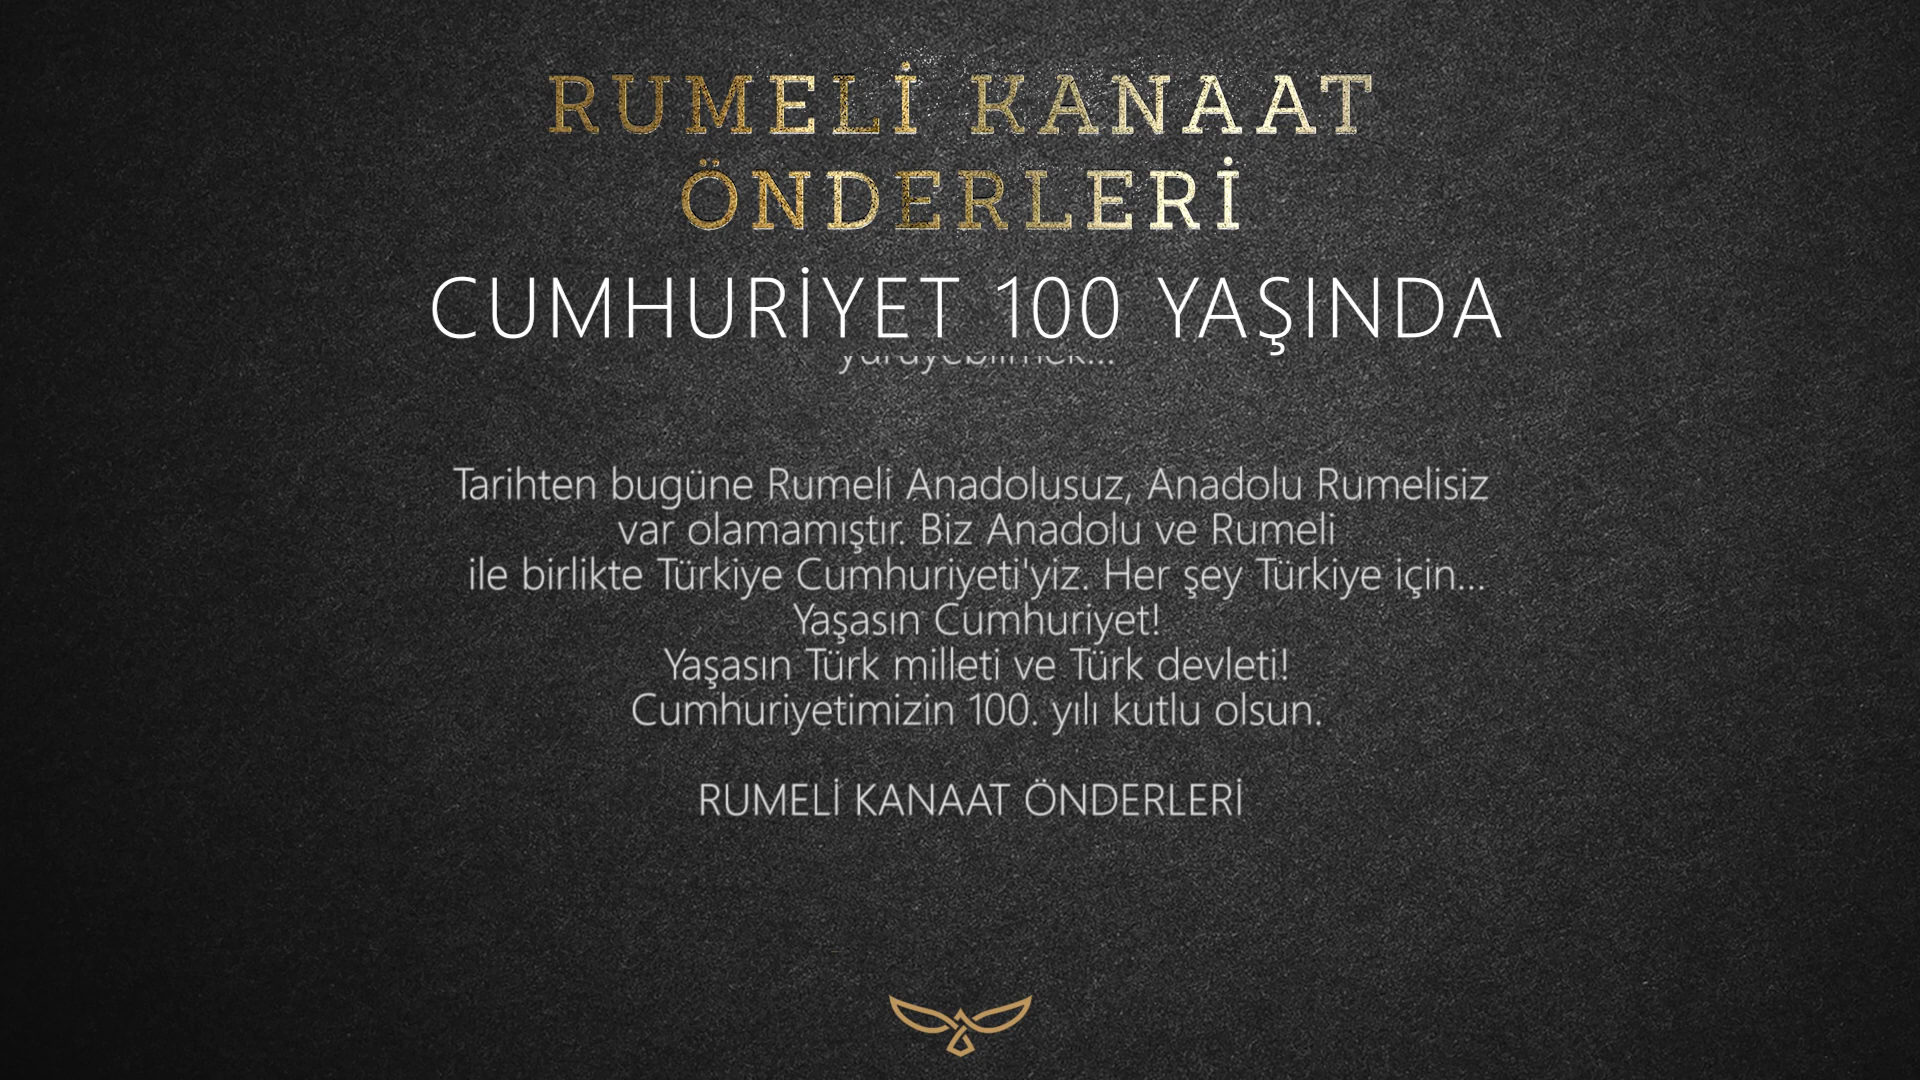 RUMELİ KANAAT
ÖNDERLERİ
CUMHURİYET 100 YAŞINDA
yürüyebilmek...
Tarihten bugüne Rumeli Anadolusuz, Anadolu Rumelisiz
var olamamıştır. Biz Anadolu ve Rumeli
ile birlikte Türkiye Cumhuriyeti'yiz. Her şey Türkiye için...
Yaşasın Cumhuriyet!
Yaşasın Türk milleti ve Türk devleti!
Cumhuriyetimizin 100. yılı kutlu olsun.
RUMELİ KANAAT ÖNDERLERİ